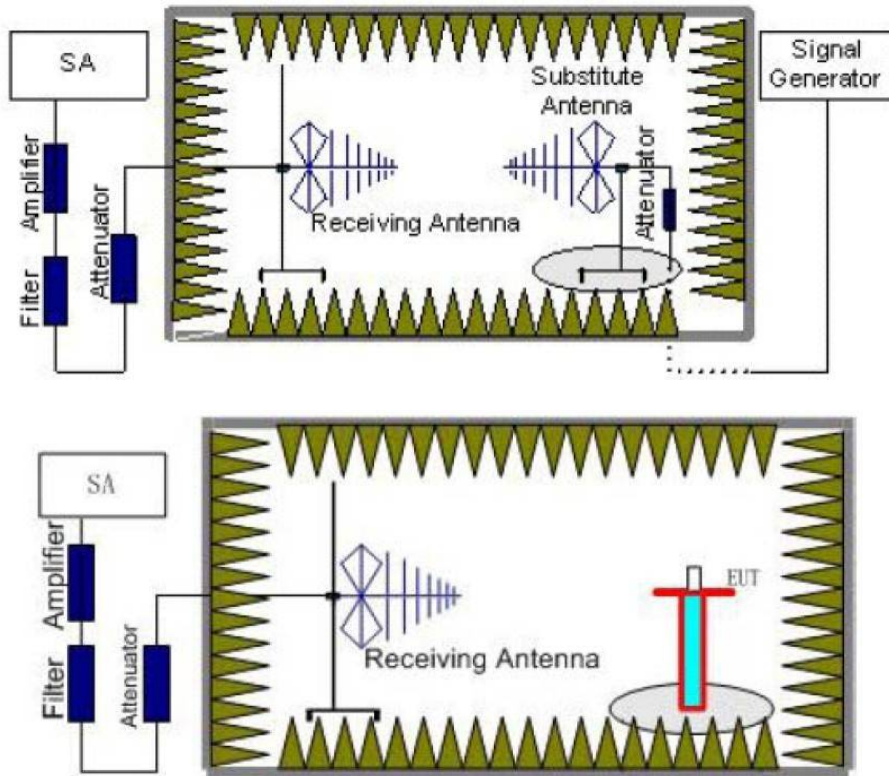 SA
Signal
Generator
Substitute
Antenna
Amplifier
Attenuator
Filter
Receiving Antenna
Attenuator
SA
Amplifier
EUT
Receiving Antenna
Filter
Attenuator